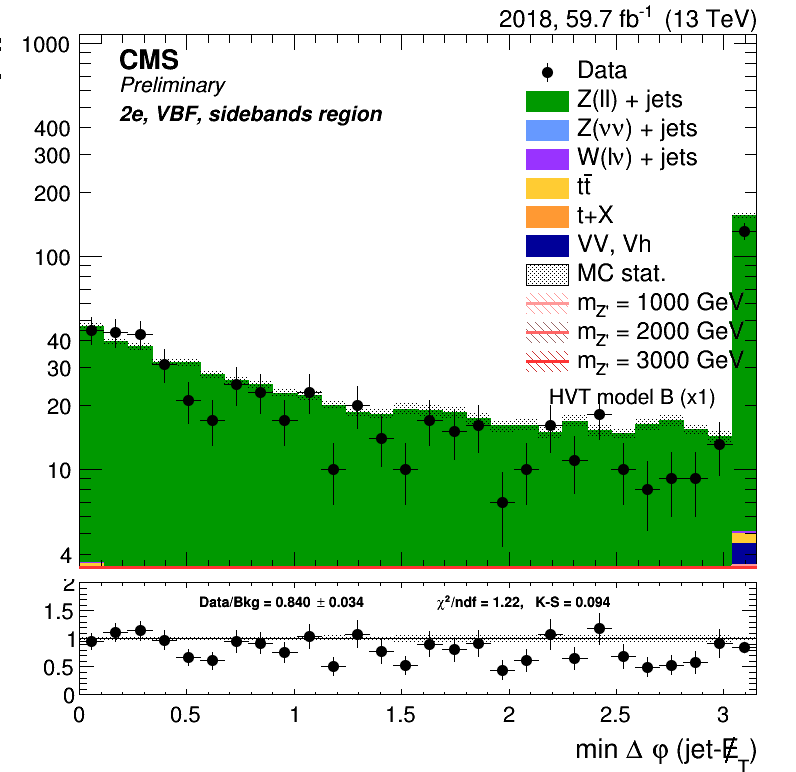 2018, 59.7 fb⁻¹ (13 TeV)
CMS
Preliminary
2e, VBF, sidebands region
Data
Z(ll) + jets
Z(νν) + jets
W(lν) + jets
tt̄
t+X
VV, Vh
MC stat.
m_Z' = 1000 GeV
m_Z' = 2000 GeV
m_Z' = 3000 GeV
HVT model B (x1)
1000
400
300
200
100
40
30
20
10
4
Data/Bkg = 0.840 ± 0.034 χ²/ndf = 1.22, K-S = 0.094
2
1.5
1
0.5
0
0 0.5 1 1.5 2 2.5 3
min Δ φ (jet-E̸_T)